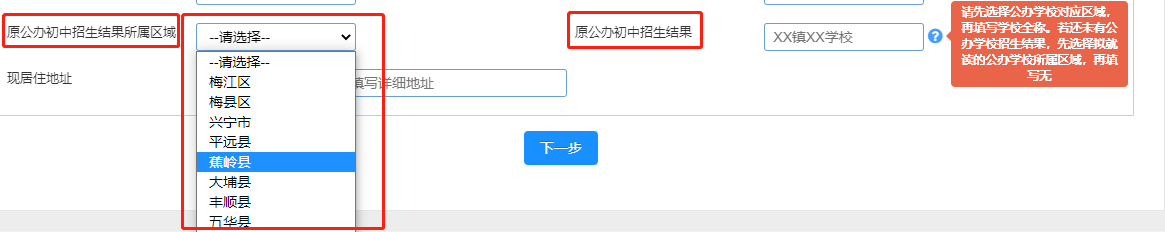 原公办初中招生结果所属区域
--请选择--
原公办初中招生结果
XX镇XX学校
请先选择公办学校对应区域，
再填写学校全称。若还未有公
办学校招生结果，先选择拟就
读的公办学校所属区域，再填
写无
--请选择--
梅江区
梅县区
兴宁市
平远县
蕉岭县
大埔县
丰顺县
五华县
现居住地址
填写详细地址
下一步